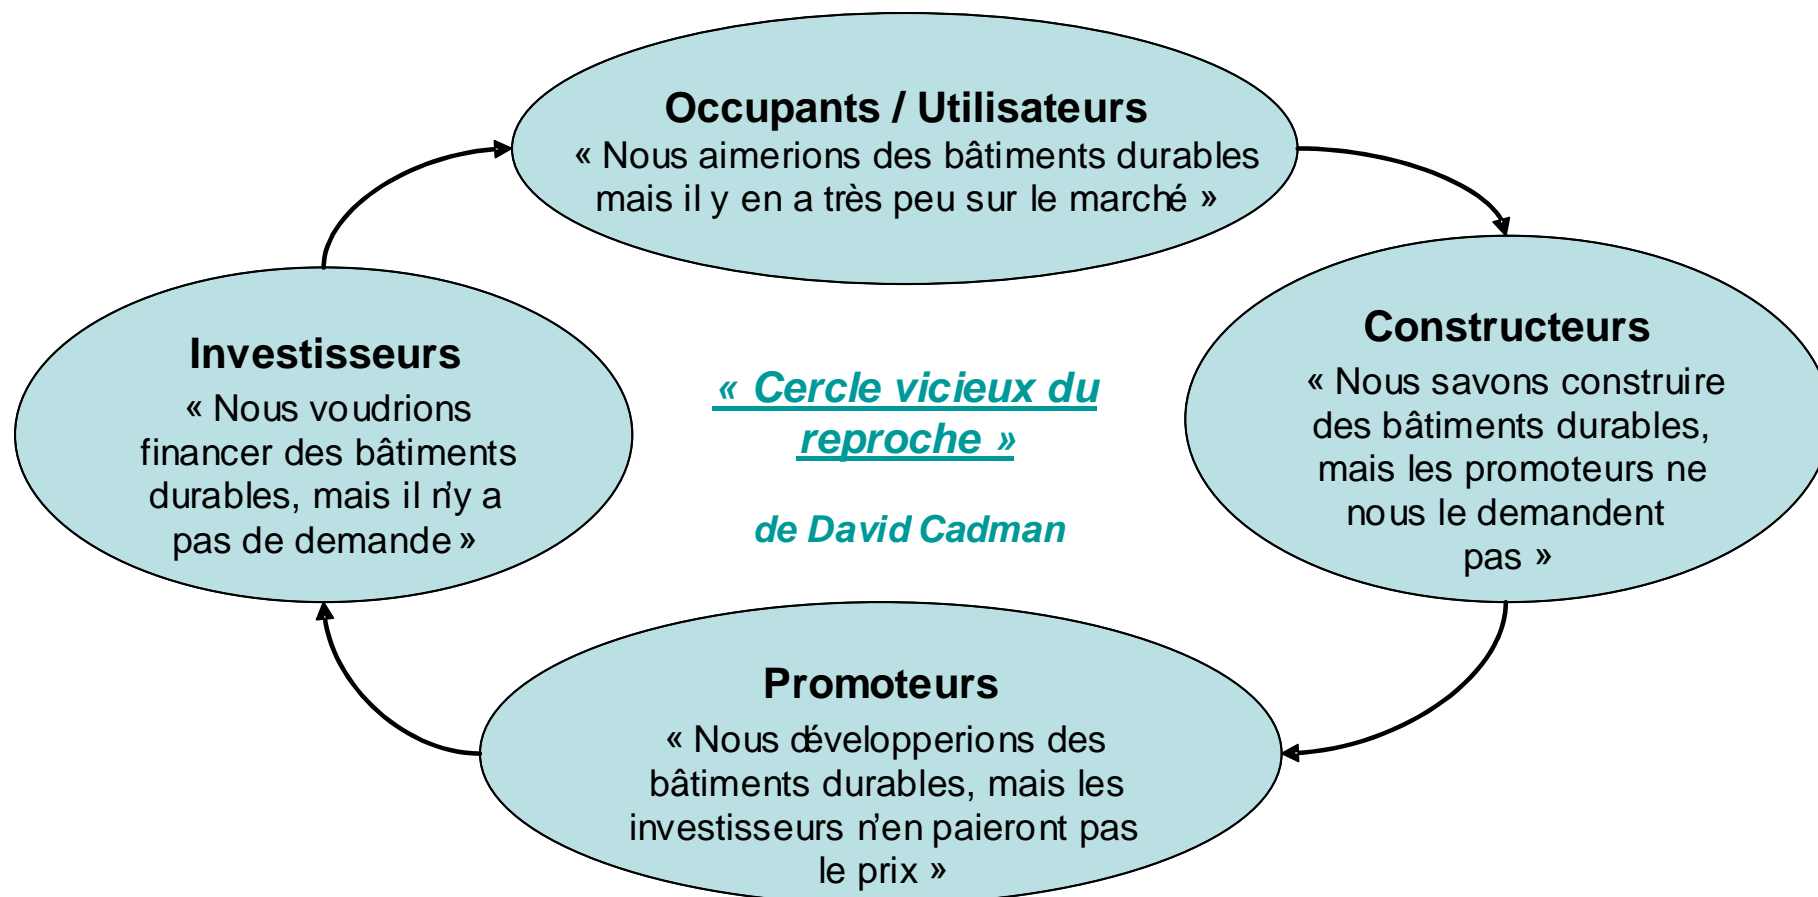 Occupants / Utilisateurs
« Nous aimerions des bâtiments durables
mais il y en a très peu sur le marché »
Constructeurs
« Nous savons construire
des bâtiments durables,
mais les promoteurs ne
nous le demandent
pas »
Promoteurs
« Nous développerions des
bâtiments durables, mais les
investisseurs n'en paieront pas
le prix »
Investisseurs
« Nous voudrions
financer des bâtiments
durables, mais il n'y a
pas de demande »
« Cercle vicieux du
reproche »
de David Cadman